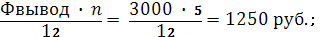 Фвывод · n / 12 = 3000 · 5 / 12 = 1250 руб.;